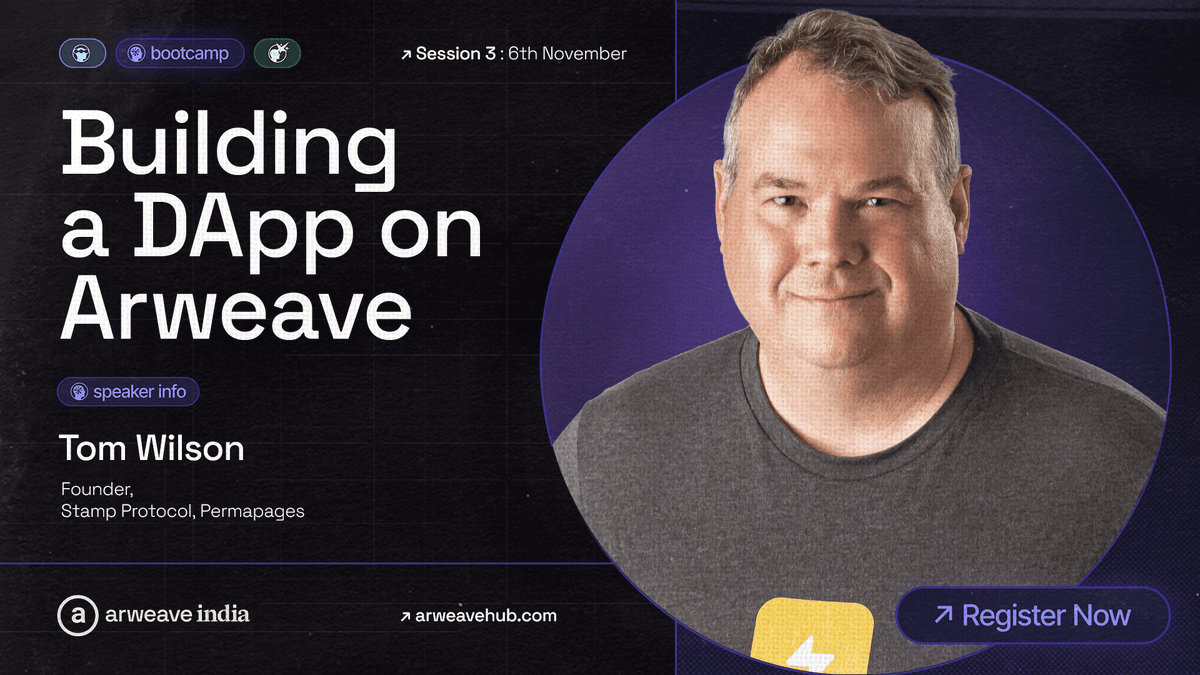 bootcamp
↗ Session 3 : 6th November
Building
a DApp on
Arweave
speaker info
Tom Wilson
Founder,
Stamp Protocol, Permapages
a arweave india
↗ arweavehub.com
↗ Register Now